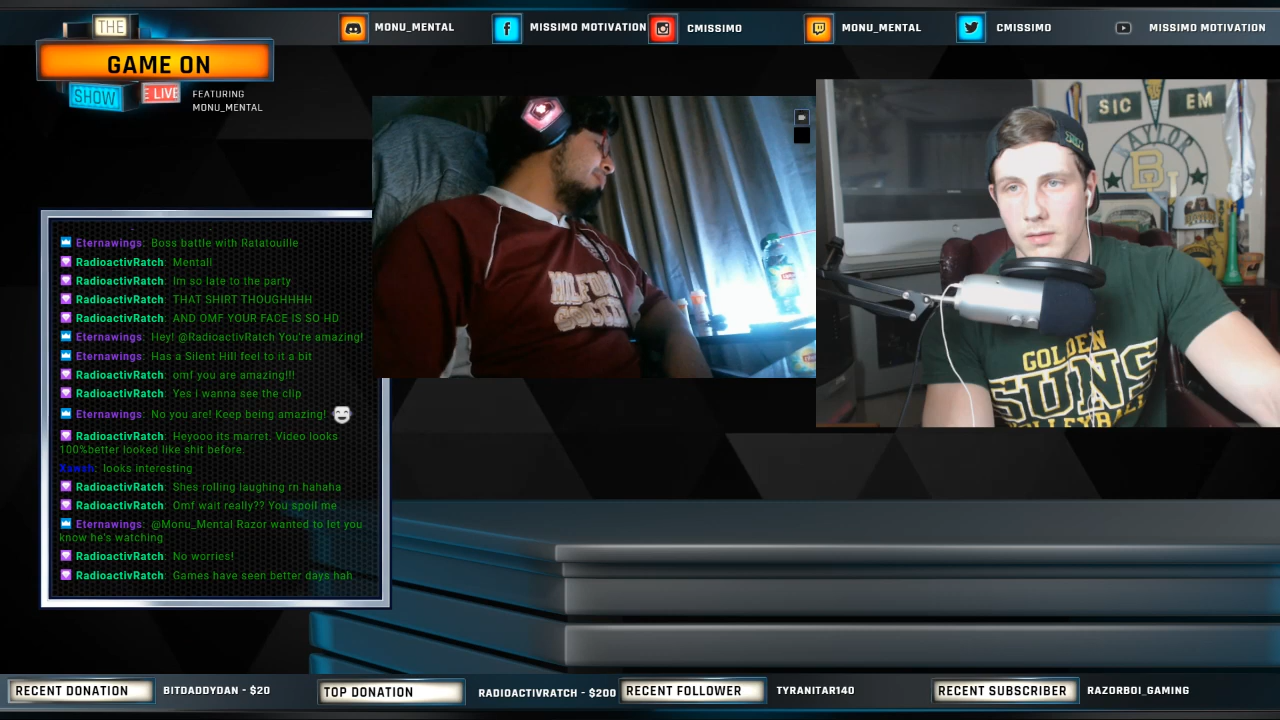 MONU_MENTAL
MISSIMO MOTIVATION
CMISSIMO
MONU_MENTAL
CMISSIMO
MISSIMO MOTIVATION
THE
GAME ON
SHOW
E LIVE
FEATURING
MONU_MENTAL
SIC EM
BAYLOR
B
Eternawings: Boss battle with Ratatouille
RadioactivRatch: Mentall
RadioactivRatch: Im so late to the party
RadioactivRatch: THAT SHIRT THOUGHHHH
RadioactivRatch: AND OMF YOUR FACE IS SO HD
Eternawings: Hey! @RadioactivRatch You're amazing!
Eternawings: Has a Silent Hill feel to it a bit
RadioactivRatch: omf you are amazing!!!
RadioactivRatch: Yes i wanna see the clip
Eternawings: No you are! Keep being amazing!
RadioactivRatch: Heyooo its marret. Video looks
100%better looked like shit before.
looks interesting
RadioactivRatch: Shes rolling laughing rn hahaha
RadioactivRatch: Omf wait really?? You spoil me
Eternawings: @Monu_Mental Razor wanted to let you
know he's watching
RadioactivRatch: No worries!
RadioactivRatch: Games have seen better days hah
MILFORD
SOCCER
GOLDEN
SUNS
VOLLEYBALL
RECENT DONATION
BITDADDYDAN - $20
TOP DONATION
RADIOACTIVRATCH - $200
RECENT FOLLOWER
TYRANITAR140
RECENT SUBSCRIBER
RAZORBOI_GAMING